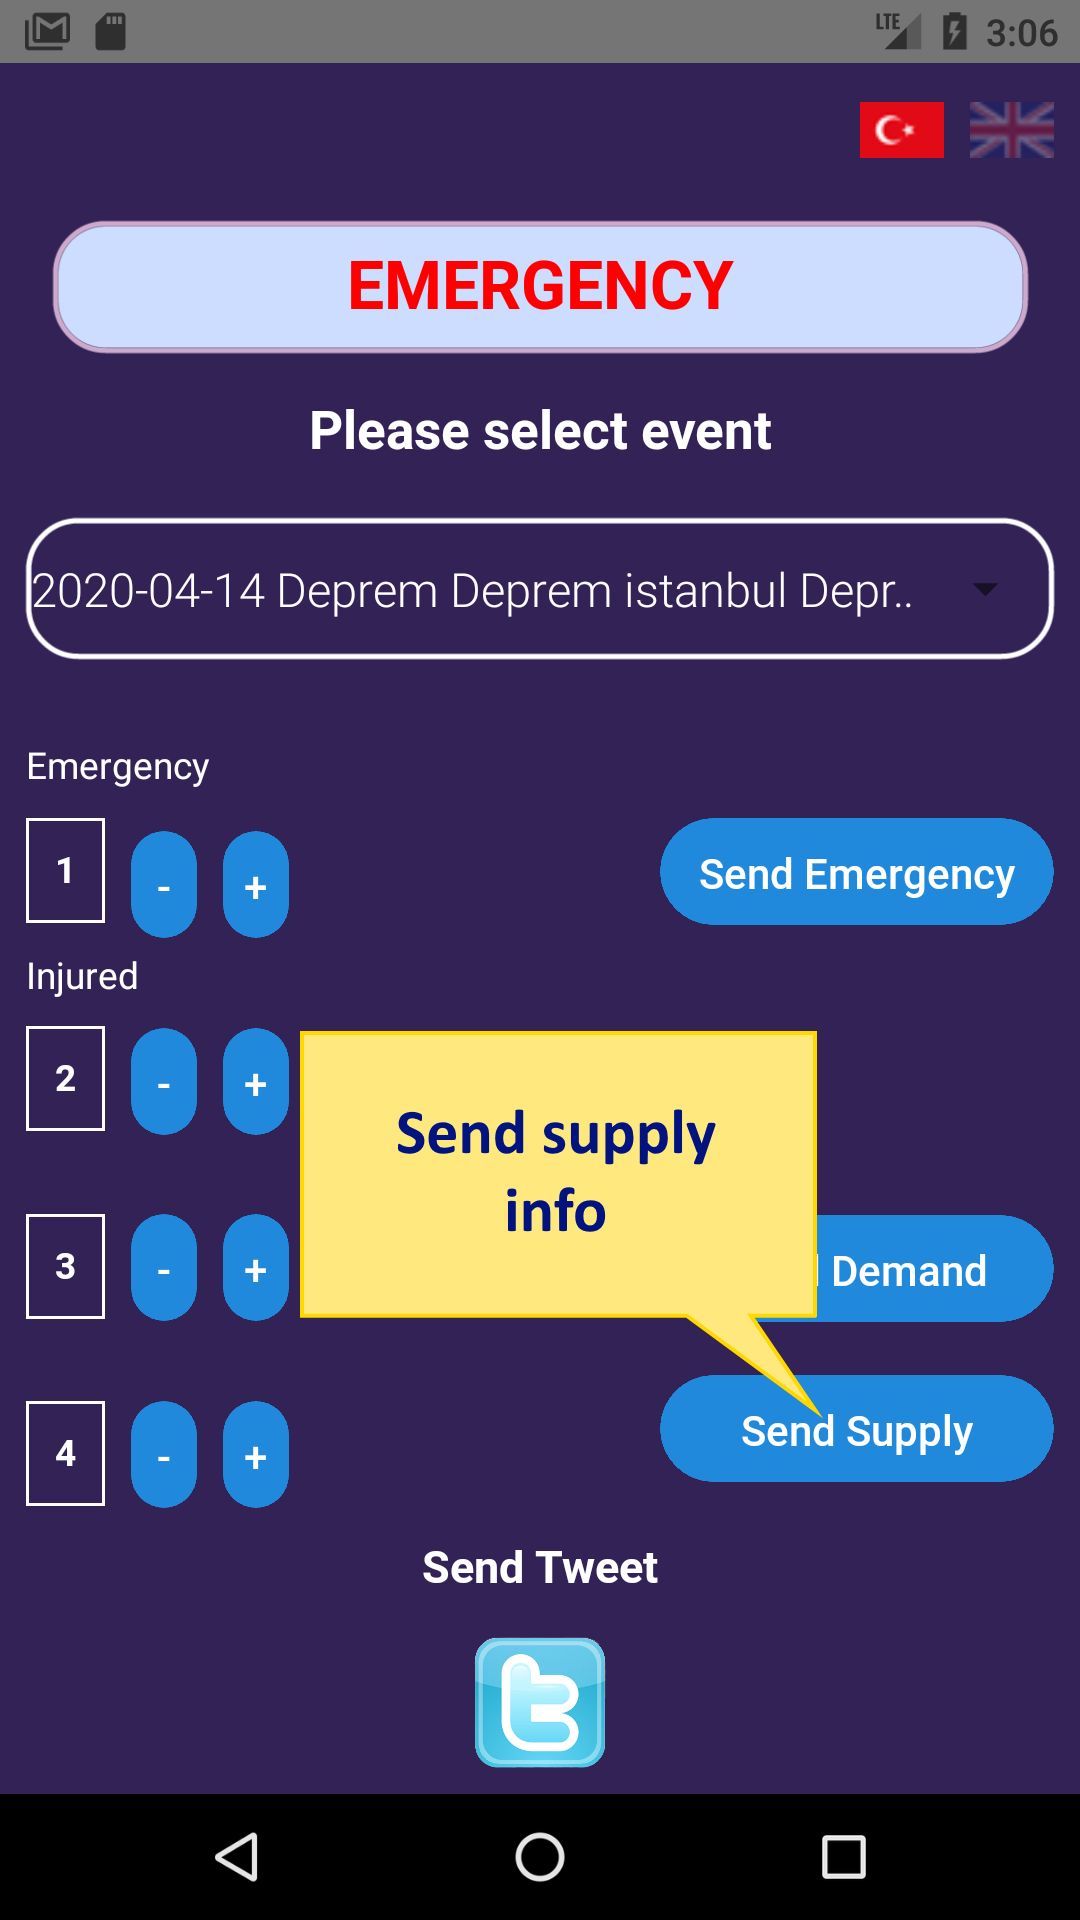 LTE 3:06
EMERGENCY
Please select event
2020-04-14 Deprem Deprem istanbul Depr..
Emergency
1 - + Send Emergency
Injured
2 - +
Send supply
info
3 - + Demand
4 - + Send Supply
Send Tweet